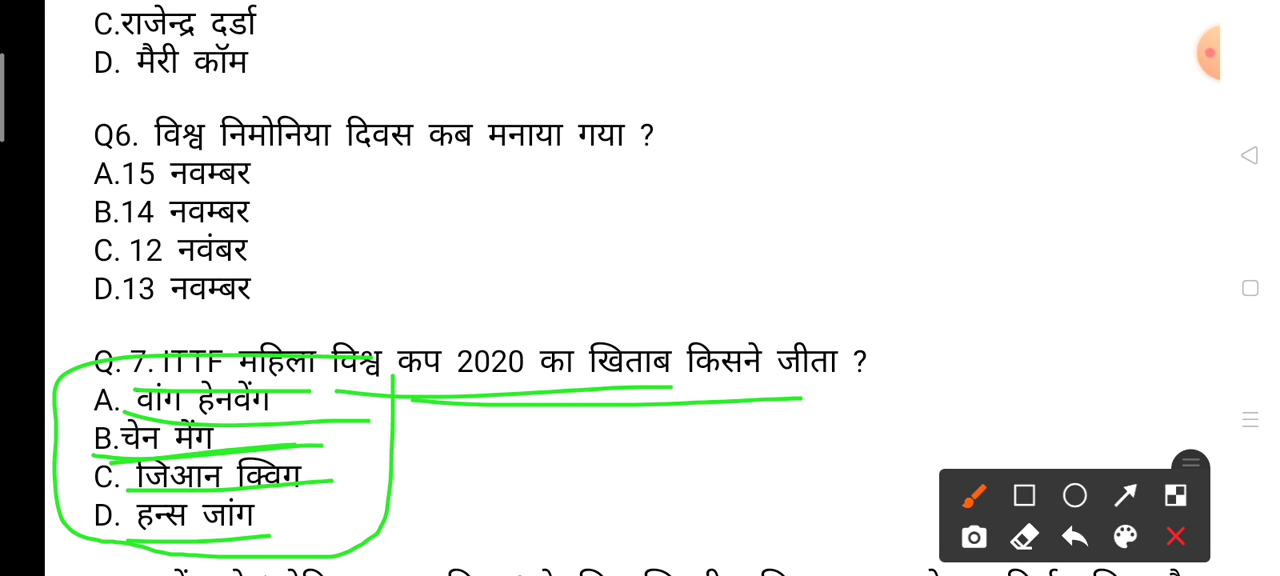 C.राजेन्द्र दर्डा
D. मैरी कॉम
Q6. विश्व निमोनिया दिवस कब मनाया गया ?
A.15 नवम्बर
B.14 नवम्बर
C. 12 नवंबर
D.13 नवम्बर
Q. 7. ITTF महिला विश्व कप 2020 का खिताब किसने जीता ?
A. वांग हेनवेंग
B.चेन मैंग
C. जिआन क्विग
D. हन्स जांग